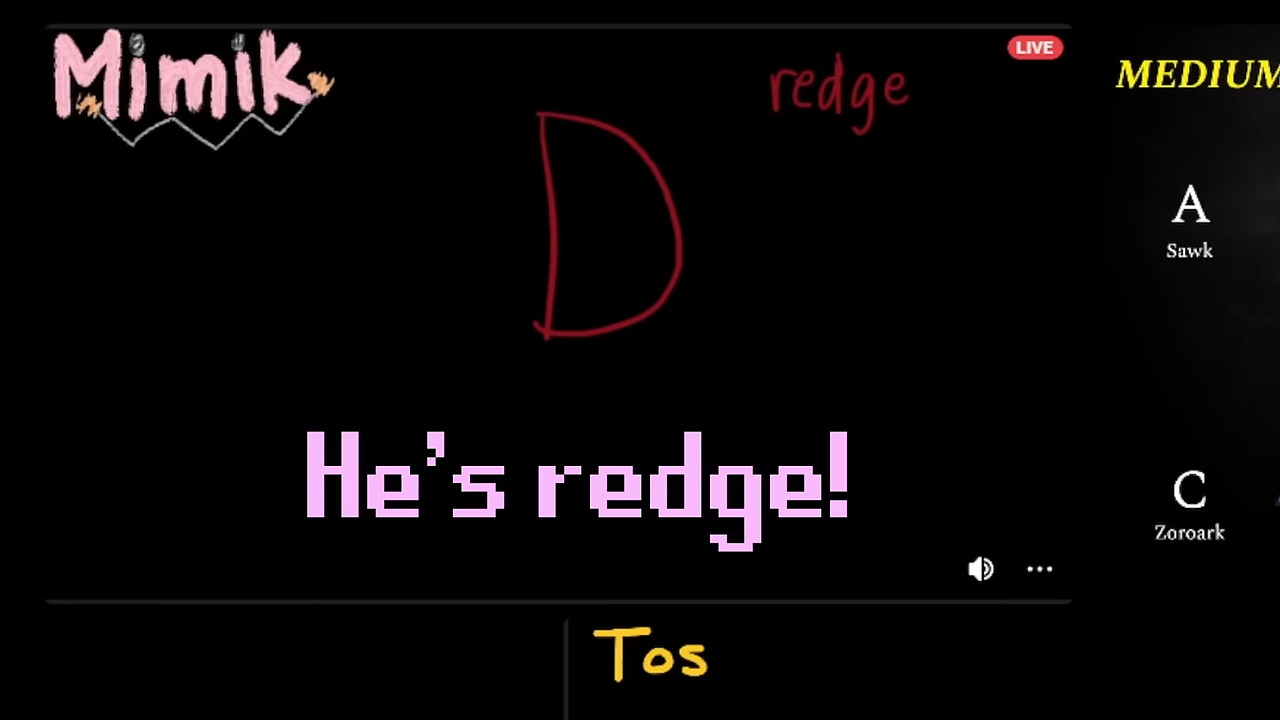 Mimik
LIVE
redge
D
He's redge!
Tos
MEDIUM
A
Sawk
C
Zoroark